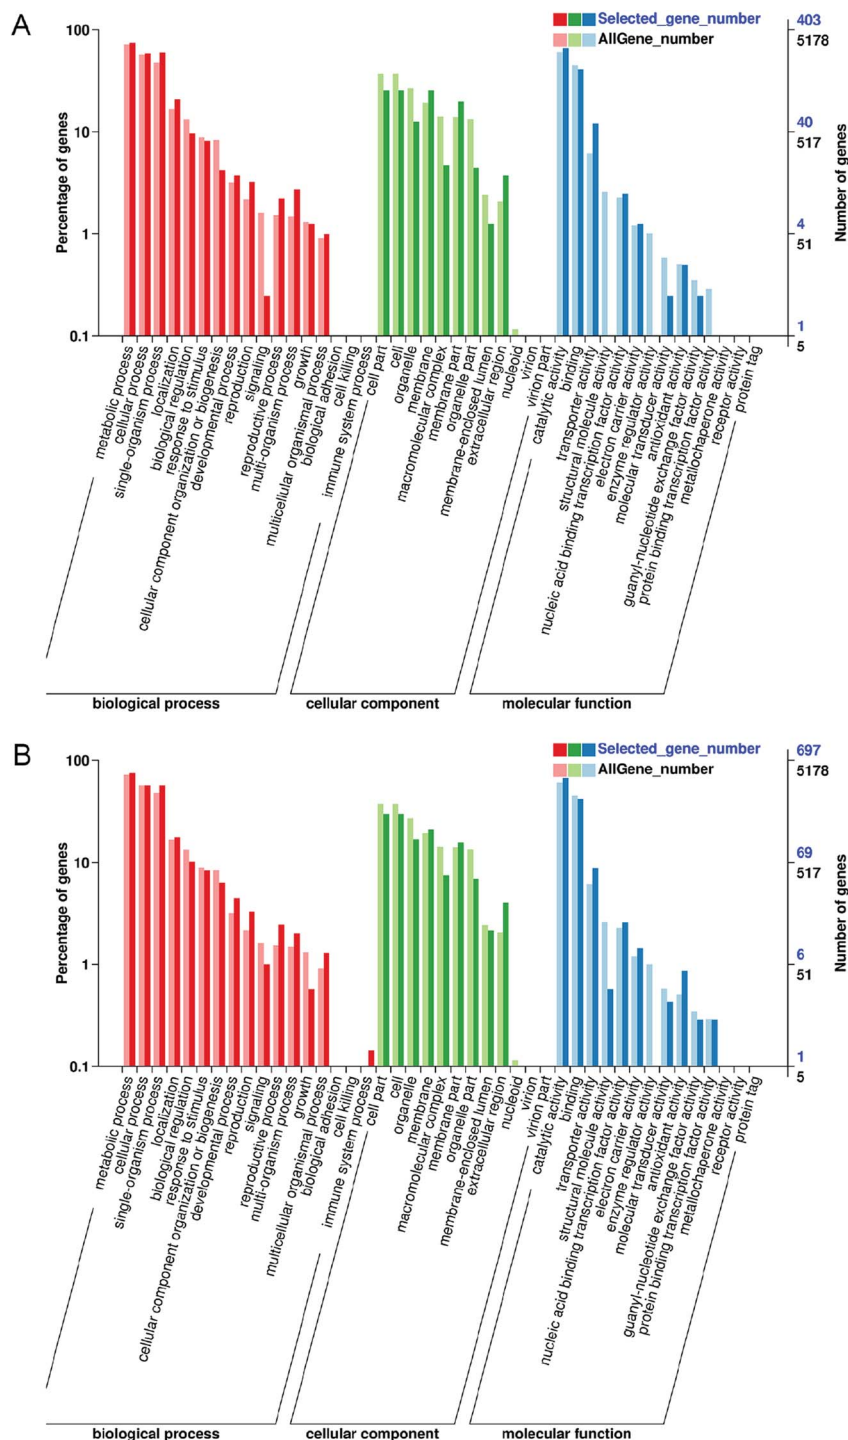 A
Selected_gene_number
AllGene_number
403
5178
100
40
517
10
4
51
1
1
5
0.1
Percentage of genes
Number of genes
metabolic process
cellular process
single-organism process
localization
biological regulation
response to stimulus
cellular component organization or biogenesis
developmental process
reproduction
signaling
reproductive process
multi-organism process
growth
multicellular organismal process
biological adhesion
cell killing
immune system process
cell part
cell
organelle
membrane
macromolecular complex
membrane part
organelle part
membrane-enclosed lumen
extracellular region
nucleoid
virion
virion part
catalytic activity
binding
transporter activity
structural molecule activity
nucleic acid binding transcription factor activity
electron carrier activity
enzyme regulator activity
molecular transducer activity
antioxidant activity
guanyl-nucleotide exchange factor activity
protein binding transcription factor activity
metallochaperone activity
receptor activity
protein tag
biological process
cellular component
molecular function
B
Selected_gene_number
AllGene_number
697
5178
100
69
517
10
6
51
1
1
5
0.1
Percentage of genes
Number of genes
metabolic process
cellular process
single-organism process
localization
biological regulation
response to stimulus
cellular component organization or biogenesis
developmental process
reproduction
signaling
reproductive process
multi-organism process
growth
multicellular organismal process
biological adhesion
cell killing
immune system process
cell part
cell
organelle
membrane
macromolecular complex
membrane part
organelle part
membrane-enclosed lumen
extracellular region
nucleoid
virion
virion part
catalytic activity
binding
transporter activity
structural molecule activity
nucleic acid binding transcription factor activity
electron carrier activity
enzyme regulator activity
molecular transducer activity
antioxidant activity
guanyl-nucleotide exchange factor activity
protein binding transcription factor activity
metallochaperone activity
receptor activity
protein tag
biological process
cellular component
molecular function